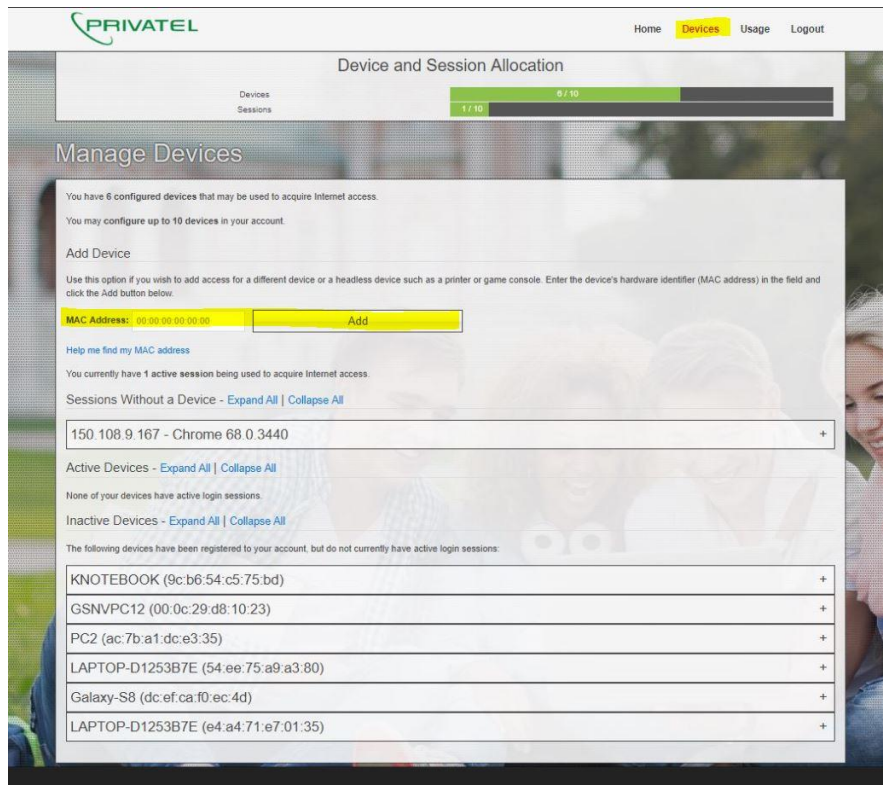 PRIVATEL
Home Devices Usage Logout
Device and Session Allocation
Devices 6 / 10
Sessions 1 / 10
Manage Devices
You have 6 configured devices that may be used to acquire Internet access.
You may configure up to 10 devices in your account.
Add Device
Use this option if you wish to add access for a different device or a headless device such as a printer or game console. Enter the device's hardware identifier (MAC address) in the field and
click the Add button below.
MAC Address: 00:00:00:00:00:00 Add
Help me find my MAC address
You currently have 1 active session being used to acquire Internet access.
Sessions Without a Device - Expand All | Collapse All
150.108.9.167 - Chrome 68.0.3440 +
Active Devices - Expand All | Collapse All
None of your devices have active login sessions.
Inactive Devices - Expand All | Collapse All
The following devices have been registered to your account, but do not currently have active login sessions:
KNOTEBOOK (9c:b6:54:c5:75:bd) +
GSNVPC12 (00:0c:29:d8:10:23) +
PC2 (ac:7b:a1:dc:e3:35) +
LAPTOP-D1253B7E (54:ee:75:a9:a3:80) +
Galaxy-S8 (dc:ef:ca:f0:ec:4d) +
LAPTOP-D1253B7E (e4:a4:71:e7:01:35) +